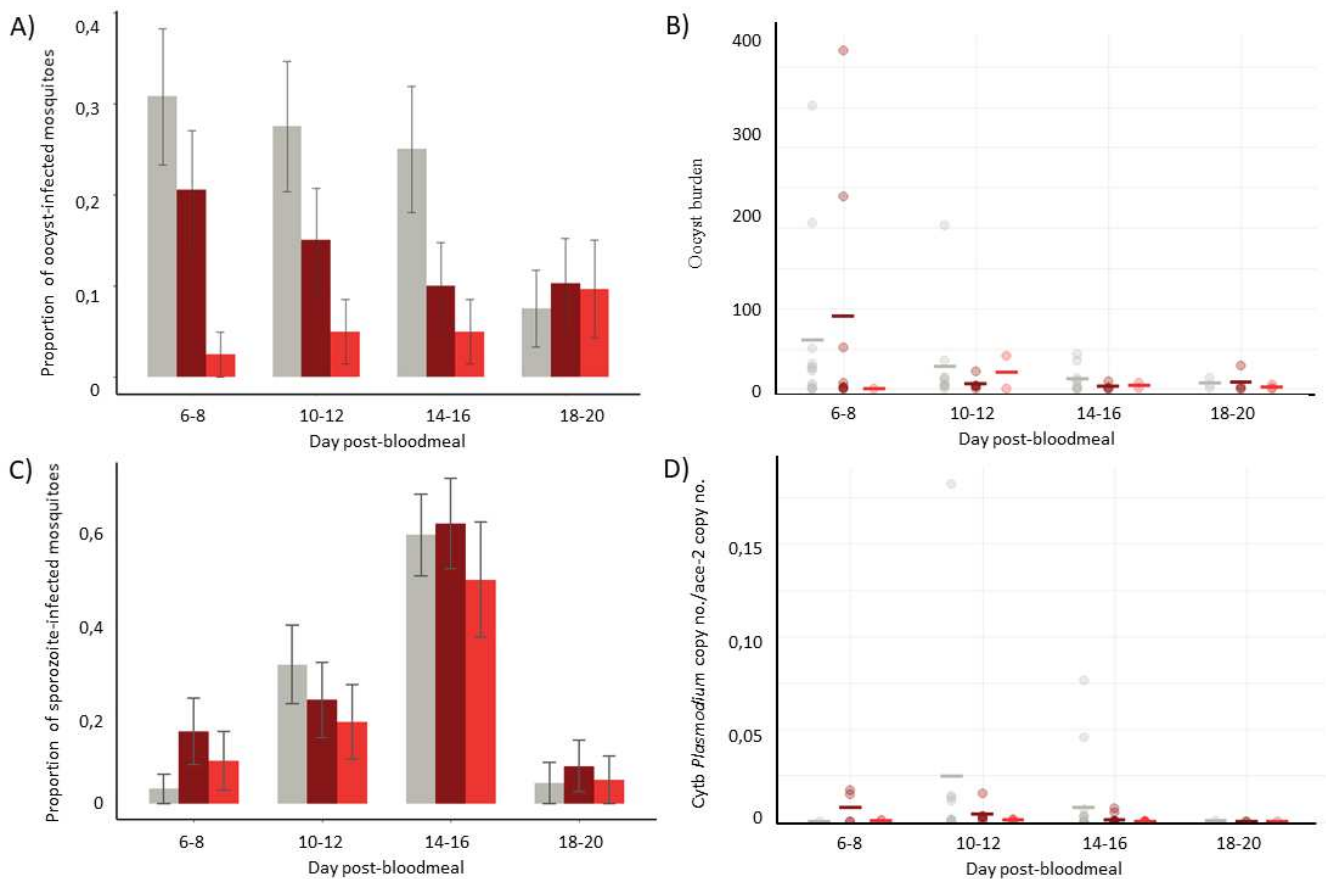 A)
Proportion of oocyst-infected mosquitoes
0,4
0,3
0,2
0,1
0
6-8
10-12
14-16
18-20
Day post-bloodmeal
B)
Oocyst burden
400
300
200
100
0
6-8
10-12
14-16
18-20
Day post-bloodmeal
C)
Proportion of sporozoite-infected mosquitoes
0,6
0,4
0,2
0
6-8
10-12
14-16
18-20
Day post-bloodmeal
D)
Cytb Plasmodium copy no./ace-2 copy no.
0,15
0,10
0,05
0
6-8
10-12
14-16
18-20
Day post-bloodmeal